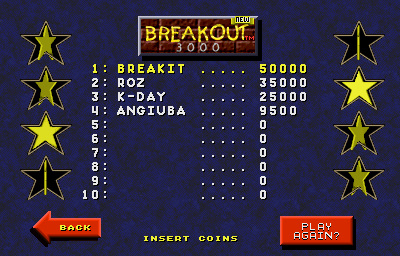 NEW
BREAKOUT™
3000
1: BREAKIT ..... 50000
2: ROZ ..... 35000
3: K-DAY ..... 25000
4: ANGIUBA ..... 9500
5: ..... 0
6: ..... 0
7: ..... 0
8: ..... 0
9: ..... 0
10: ..... 0
BACK
INSERT COINS
PLAY
AGAIN?